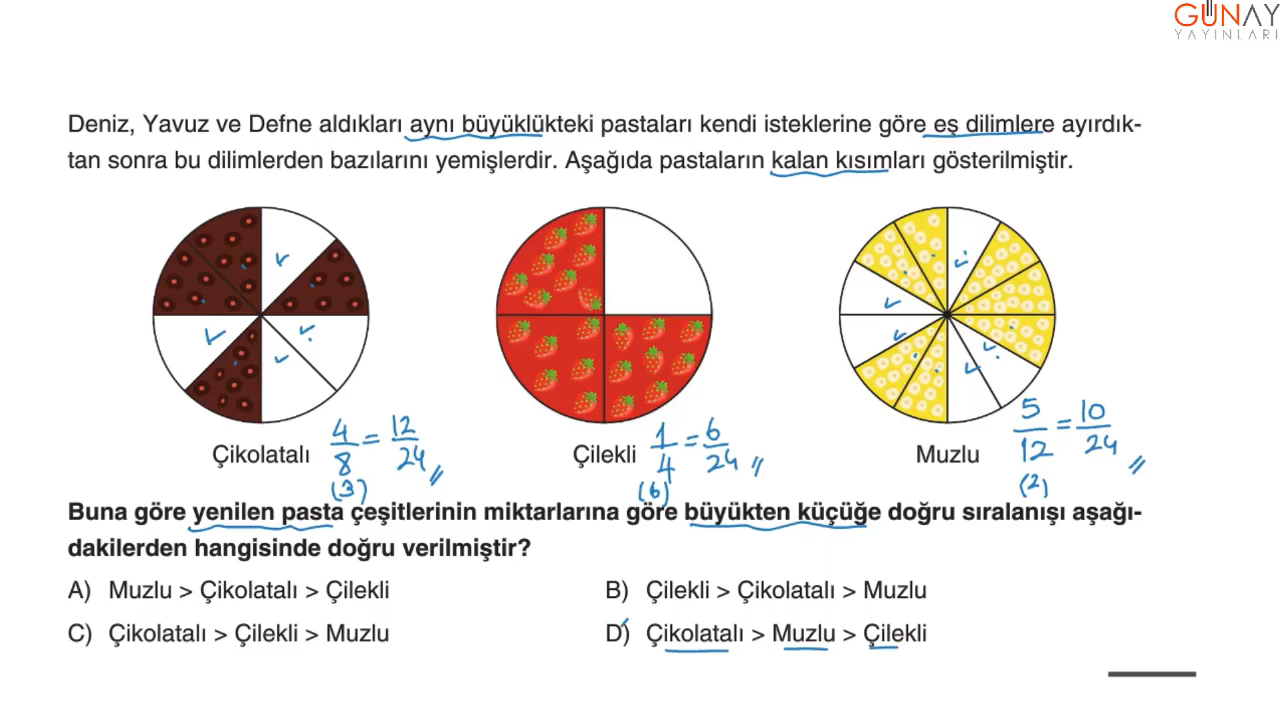 GÜNAY
YAYINLARI
Deniz, Yavuz ve Defne aldıkları aynı büyüklükteki pastaları kendi isteklerine göre eş dilimlere ayırdık-
tan sonra bu dilimlerden bazılarını yemişlerdir. Aşağıda pastaların kalan kısımları gösterilmiştir.
Çikolatalı 4/8 = 12/24 (3)
Çilekli 1/4 = 6/24 (6)
Muzlu 5/12 = 10/24 (2)
Buna göre yenilen pasta çeşitlerinin miktarlarına göre büyükten küçüğe doğru sıralanışı aşağı-
dakilerden hangisinde doğru verilmiştir?
A) Muzlu > Çikolatalı > Çilekli
B) Çilekli > Çikolatalı > Muzlu
C) Çikolatalı > Çilekli > Muzlu
D) Çikolatalı > Muzlu > Çilekli